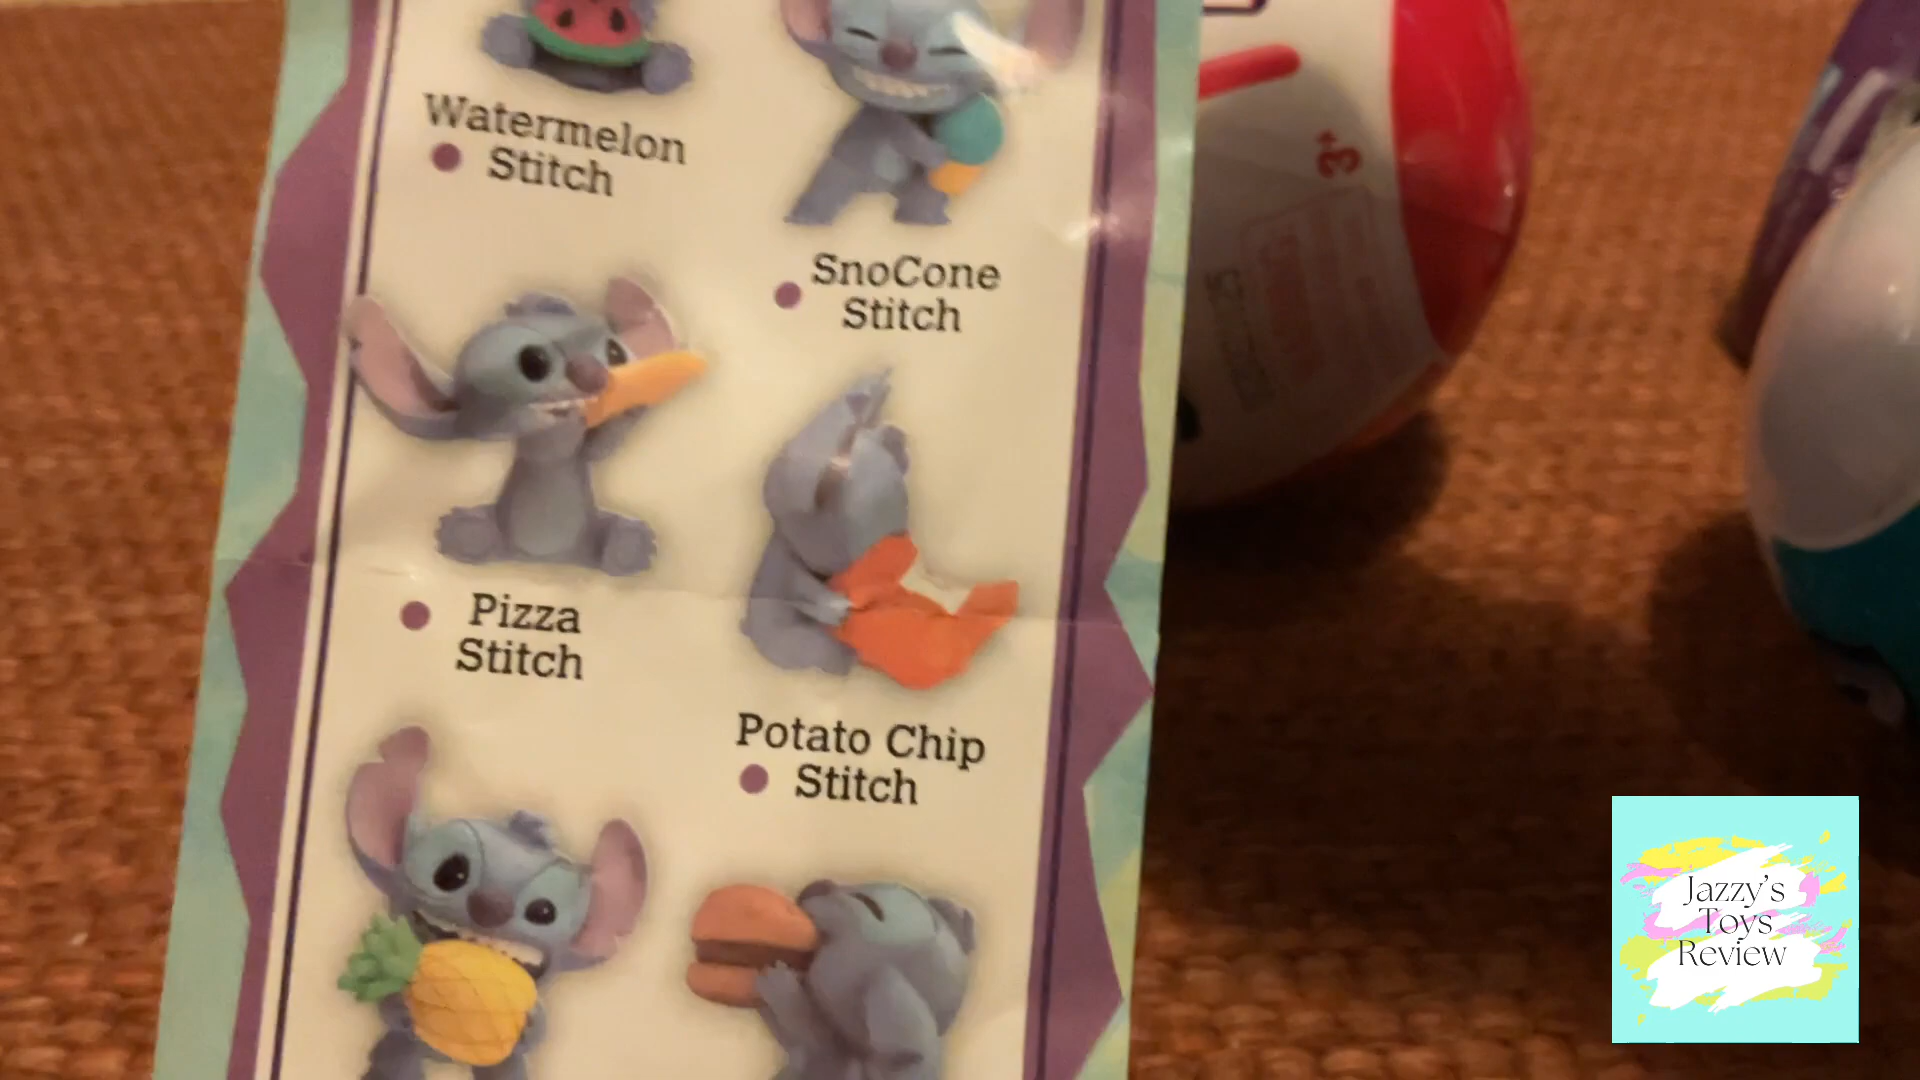 Watermelon
Stitch
SnoCone
Stitch
Pizza
Stitch
Potato Chip
Stitch
3+
Jazzy's
Toys
Review